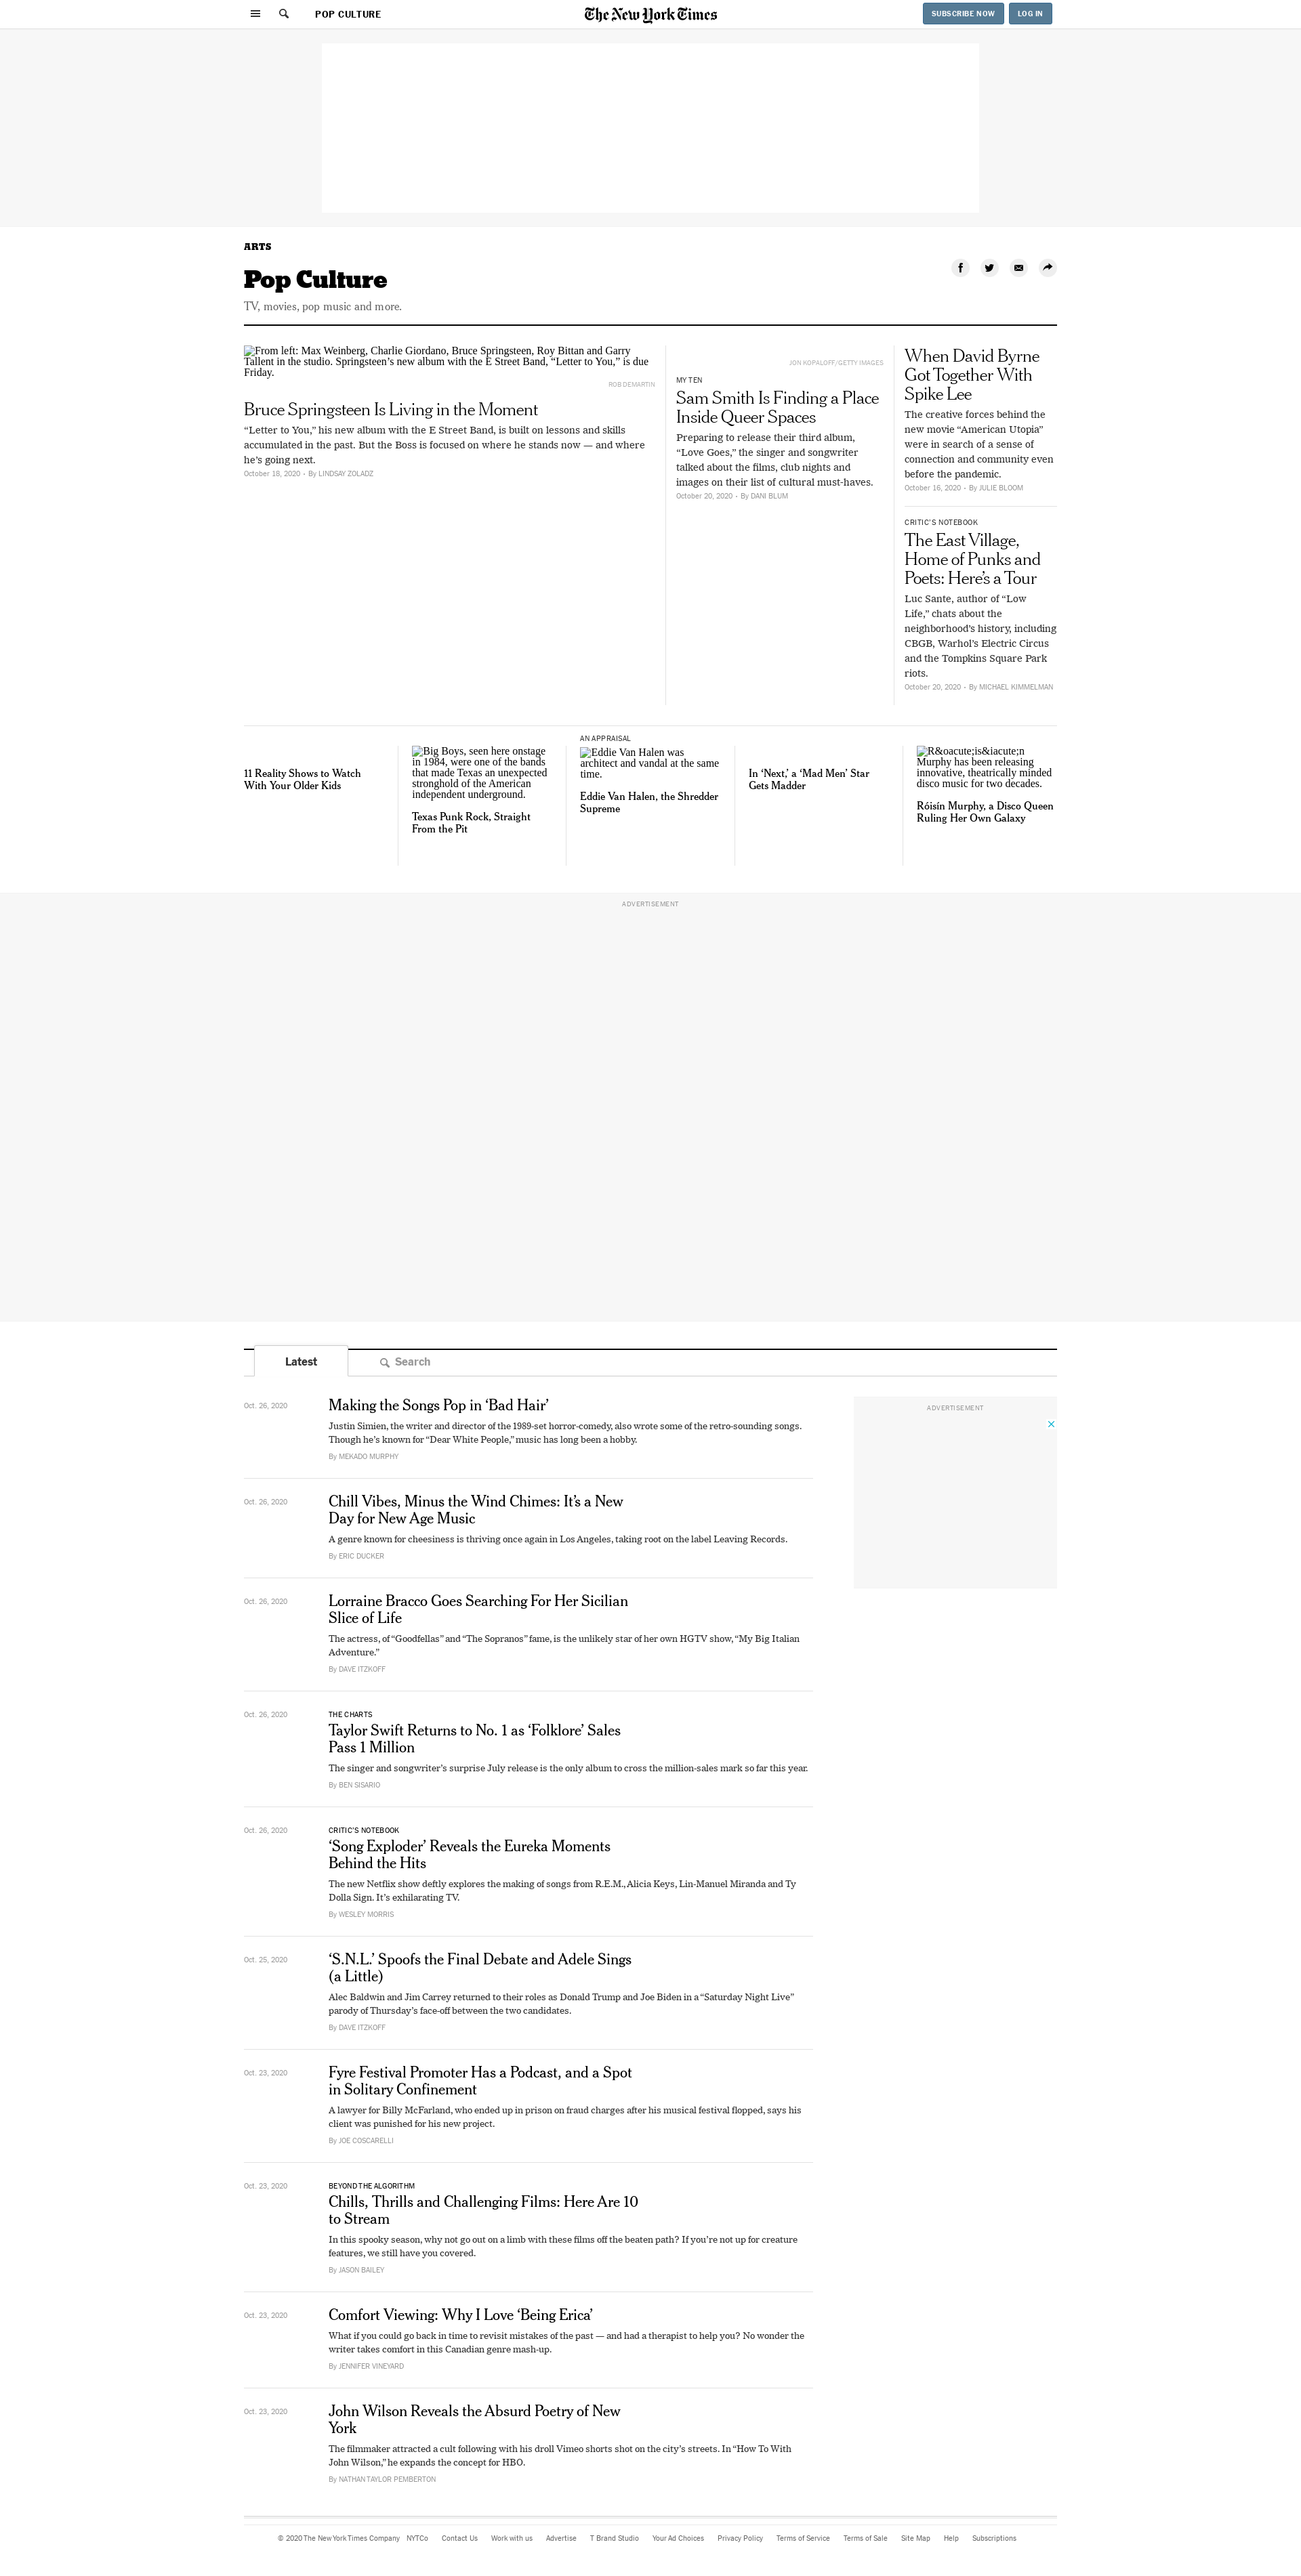 POP CULTURE
The New York Times
SUBSCRIBE NOW
LOG IN
ARTS
Pop Culture
TV, movies, pop music and more.
From left: Max Weinberg, Charlie Giordano, Bruce Springsteen, Roy Bittan and Garry
Tallent in the studio. Springsteen’s new album with the E Street Band, “Letter to You,” is due
Friday.
ROB DEMARTIN
Bruce Springsteen Is Living in the Moment
“Letter to You,” his new album with the E Street Band, is built on lessons and skills
accumulated in the past. But the Boss is focused on where he stands now — and where
he’s going next.
October 18, 2020 - By LINDSAY ZOLADZ
JON KOPALOFF/GETTY IMAGES
MY TEN
Sam Smith Is Finding a Place
Inside Queer Spaces
Preparing to release their third album,
“Love Goes,” the singer and songwriter
talked about the films, club nights and
images on their list of cultural must-haves.
October 20, 2020 - By DANI BLUM
When David Byrne
Got Together With
Spike Lee
The creative forces behind the
new movie “American Utopia”
were in search of a sense of
connection and community even
before the pandemic.
October 16, 2020 - By JULIE BLOOM
CRITIC’S NOTEBOOK
The East Village,
Home of Punks and
Poets: Here’s a Tour
Luc Sante, author of “Low
Life,” chats about the
neighborhood’s history, including
CBGB, Warhol’s Electric Circus
and the Tompkins Square Park
riots.
October 20, 2020 - By MICHAEL KIMMELMAN
11 Reality Shows to Watch
With Your Older Kids
Big Boys, seen here onstage
in 1984, were one of the bands
that made Texas an unexpected
stronghold of the American
independent underground.
Texas Punk Rock, Straight
From the Pit
AN APPRAISAL
Eddie Van Halen was
architect and vandal at the same
time.
Eddie Van Halen, the Shredder
Supreme
In ‘Next,’ a ‘Mad Men’ Star
Gets Madder
R&oacute;is&iacute;n
Murphy has been releasing
innovative, theatrically minded
disco music for two decades.
Róisín Murphy, a Disco Queen
Ruling Her Own Galaxy
ADVERTISEMENT
Latest
Search
Oct. 26, 2020
Making the Songs Pop in ‘Bad Hair’
Justin Simien, the writer and director of the 1989-set horror-comedy, also wrote some of the retro-sounding songs.
Though he’s known for “Dear White People,” music has long been a hobby.
By MEKADO MURPHY
ADVERTISEMENT
Oct. 26, 2020
Chill Vibes, Minus the Wind Chimes: It’s a New
Day for New Age Music
A genre known for cheesiness is thriving once again in Los Angeles, taking root on the label Leaving Records.
By ERIC DUCKER
Oct. 26, 2020
Lorraine Bracco Goes Searching For Her Sicilian
Slice of Life
The actress, of “Goodfellas” and “The Sopranos” fame, is the unlikely star of her own HGTV show, “My Big Italian
Adventure.”
By DAVE ITZKOFF
Oct. 26, 2020
THE CHARTS
Taylor Swift Returns to No. 1 as ‘Folklore’ Sales
Pass 1 Million
The singer and songwriter’s surprise July release is the only album to cross the million-sales mark so far this year.
By BEN SISARIO
Oct. 26, 2020
CRITIC’S NOTEBOOK
‘Song Exploder’ Reveals the Eureka Moments
Behind the Hits
The new Netflix show deftly explores the making of songs from R.E.M., Alicia Keys, Lin-Manuel Miranda and Ty
Dolla Sign. It’s exhilarating TV.
By WESLEY MORRIS
Oct. 25, 2020
‘S.N.L.’ Spoofs the Final Debate and Adele Sings
(a Little)
Alec Baldwin and Jim Carrey returned to their roles as Donald Trump and Joe Biden in a “Saturday Night Live”
parody of Thursday’s face-off between the two candidates.
By DAVE ITZKOFF
Oct. 23, 2020
Fyre Festival Promoter Has a Podcast, and a Spot
in Solitary Confinement
A lawyer for Billy McFarland, who ended up in prison on fraud charges after his musical festival flopped, says his
client was punished for his new project.
By JOE COSCARELLI
Oct. 23, 2020
BEYOND THE ALGORITHM
Chills, Thrills and Challenging Films: Here Are 10
to Stream
In this spooky season, why not go out on a limb with these films off the beaten path? If you’re not up for creature
features, we still have you covered.
By JASON BAILEY
Oct. 23, 2020
Comfort Viewing: Why I Love ‘Being Erica’
What if you could go back in time to revisit mistakes of the past — and had a therapist to help you? No wonder the
writer takes comfort in this Canadian genre mash-up.
By JENNIFER VINEYARD
Oct. 23, 2020
John Wilson Reveals the Absurd Poetry of New
York
The filmmaker attracted a cult following with his droll Vimeo shorts shot on the city’s streets. In “How To With
John Wilson,” he expands the concept for HBO.
By NATHAN TAYLOR PEMBERTON
© 2020 The New York Times Company NYTCo Contact Us Work with us Advertise T Brand Studio Your Ad Choices Privacy Policy Terms of Service Terms of Sale Site Map Help Subscriptions